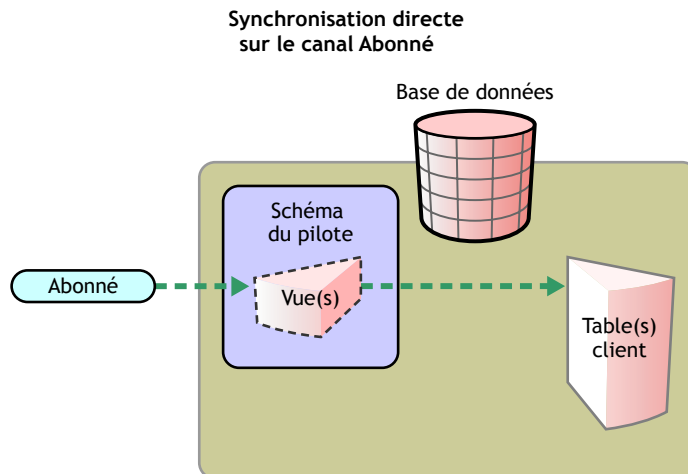 Synchronisation directe
sur le canal Abonné
Base de données
Schéma
du pilote
Abonné
Vue(s)
Table(s)
client